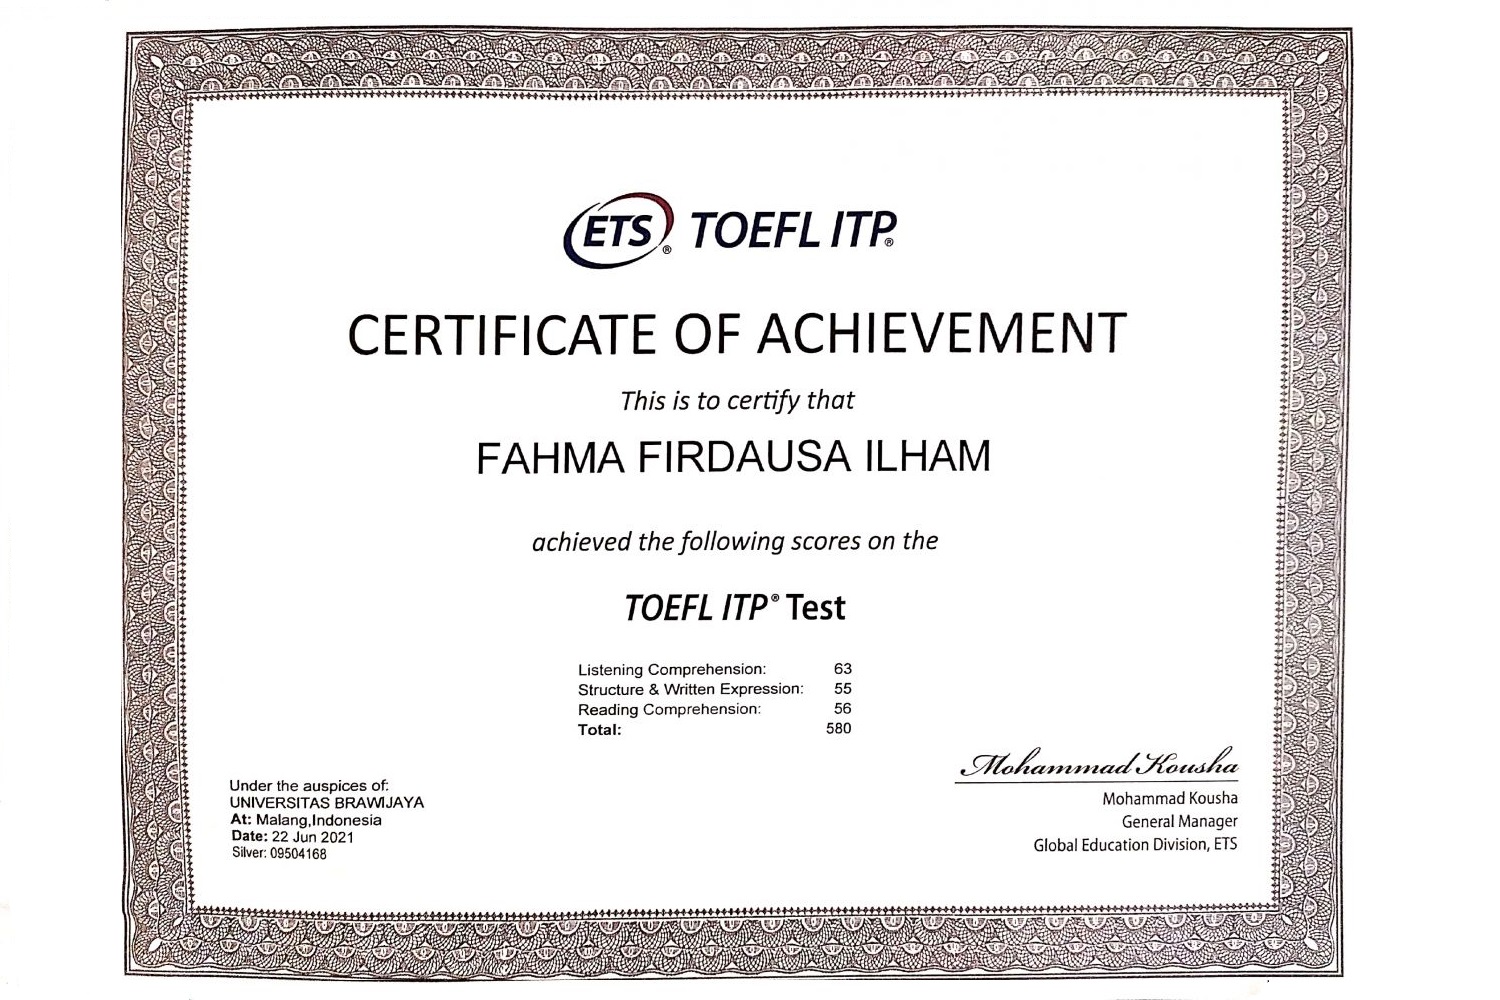 ETS® TOEFL ITP®
CERTIFICATE OF ACHIEVEMENT
This is to certify that
FAHMA FIRDAUSA ILHAM
achieved the following scores on the
TOEFL ITP® Test
Listening Comprehension: 63
Structure & Written Expression: 55
Reading Comprehension: 56
Total: 580
Under the auspices of:
UNIVERSITAS BRAWIJAYA
At: Malang,Indonesia
Date: 22 Jun 2021
Silver: 09504168
Mohammad Kousha
Mohammad Kousha
General Manager
Global Education Division, ETS